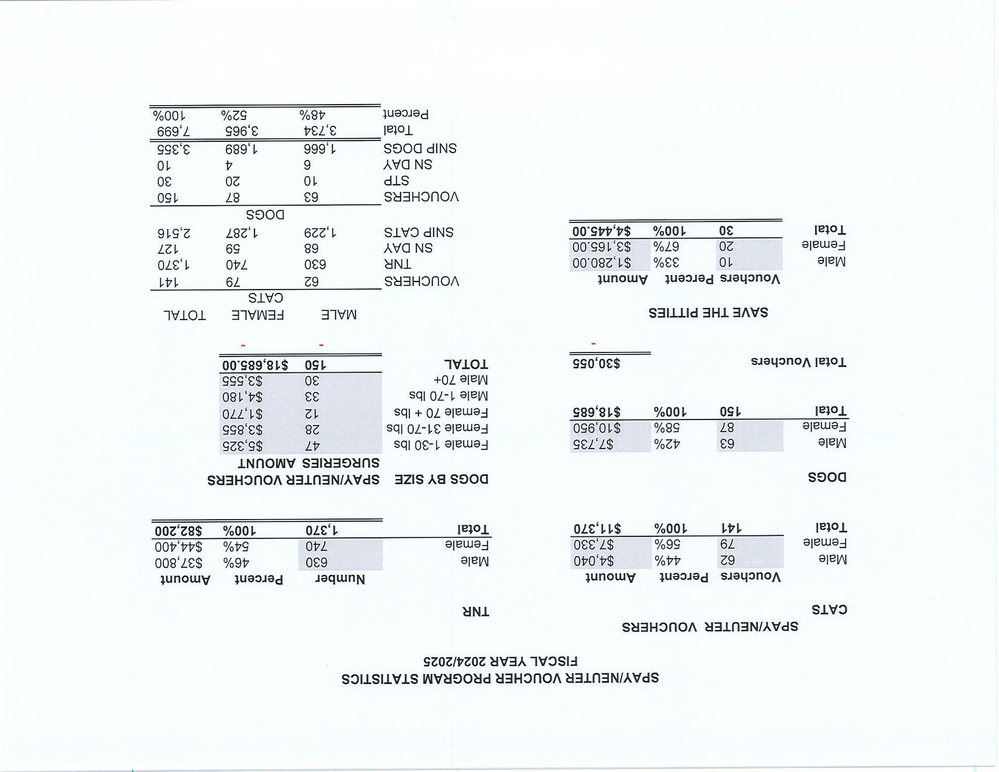 SPAY/NEUTER VOUCHER PROGRAM STATISTICS
FISCAL YEAR 2024/2025
SPAY/NEUTER VOUCHERS
CATS
Vouchers Percent Amount
Male 62 44% $4,040
Female 79 56% $7,330
Total 141 100% $11,370
DOGS
Male 63 42% $7,735
Female 87 58% $10,950
Total 150 100% $18,685
Total Vouchers $30,055
-
SAVE THE PITTIES
Vouchers Percent Amount
Male 10 33% $1,280.00
Female 20 67% $3,165.00
Total 30 100% $4,445.00
TNR
Number Percent Amount
Male 630 46% $37,800
Female 740 54% $44,400
Total 1,370 100% $82,200
DOGS BY SIZE SPAY/NEUTER VOUCHERS
SURGERIES AMOUNT
Female 1-30 lbs 47 $5,325
Female 31-70 lbs 28 $3,855
Female 70 + lbs 12 $1,770
Male 1-70 lbs 33 $4,180
Male 70+ 30 $3,555
TOTAL 150 $18,685.00
- -
MALE FEMALE TOTAL
CATS
VOUCHERS 62 79 141
TNR 630 740 1,370
SN DAY 68 59 127
SNIP CATS 1,229 1,287 2,516
DOGS
VOUCHERS 63 87 150
STP 10 20 30
SN DAY 6 4 10
SNIP DOGS 1,666 1,689 3,355
Total 3,734 3,965 7,699
Percent 48% 52% 100%